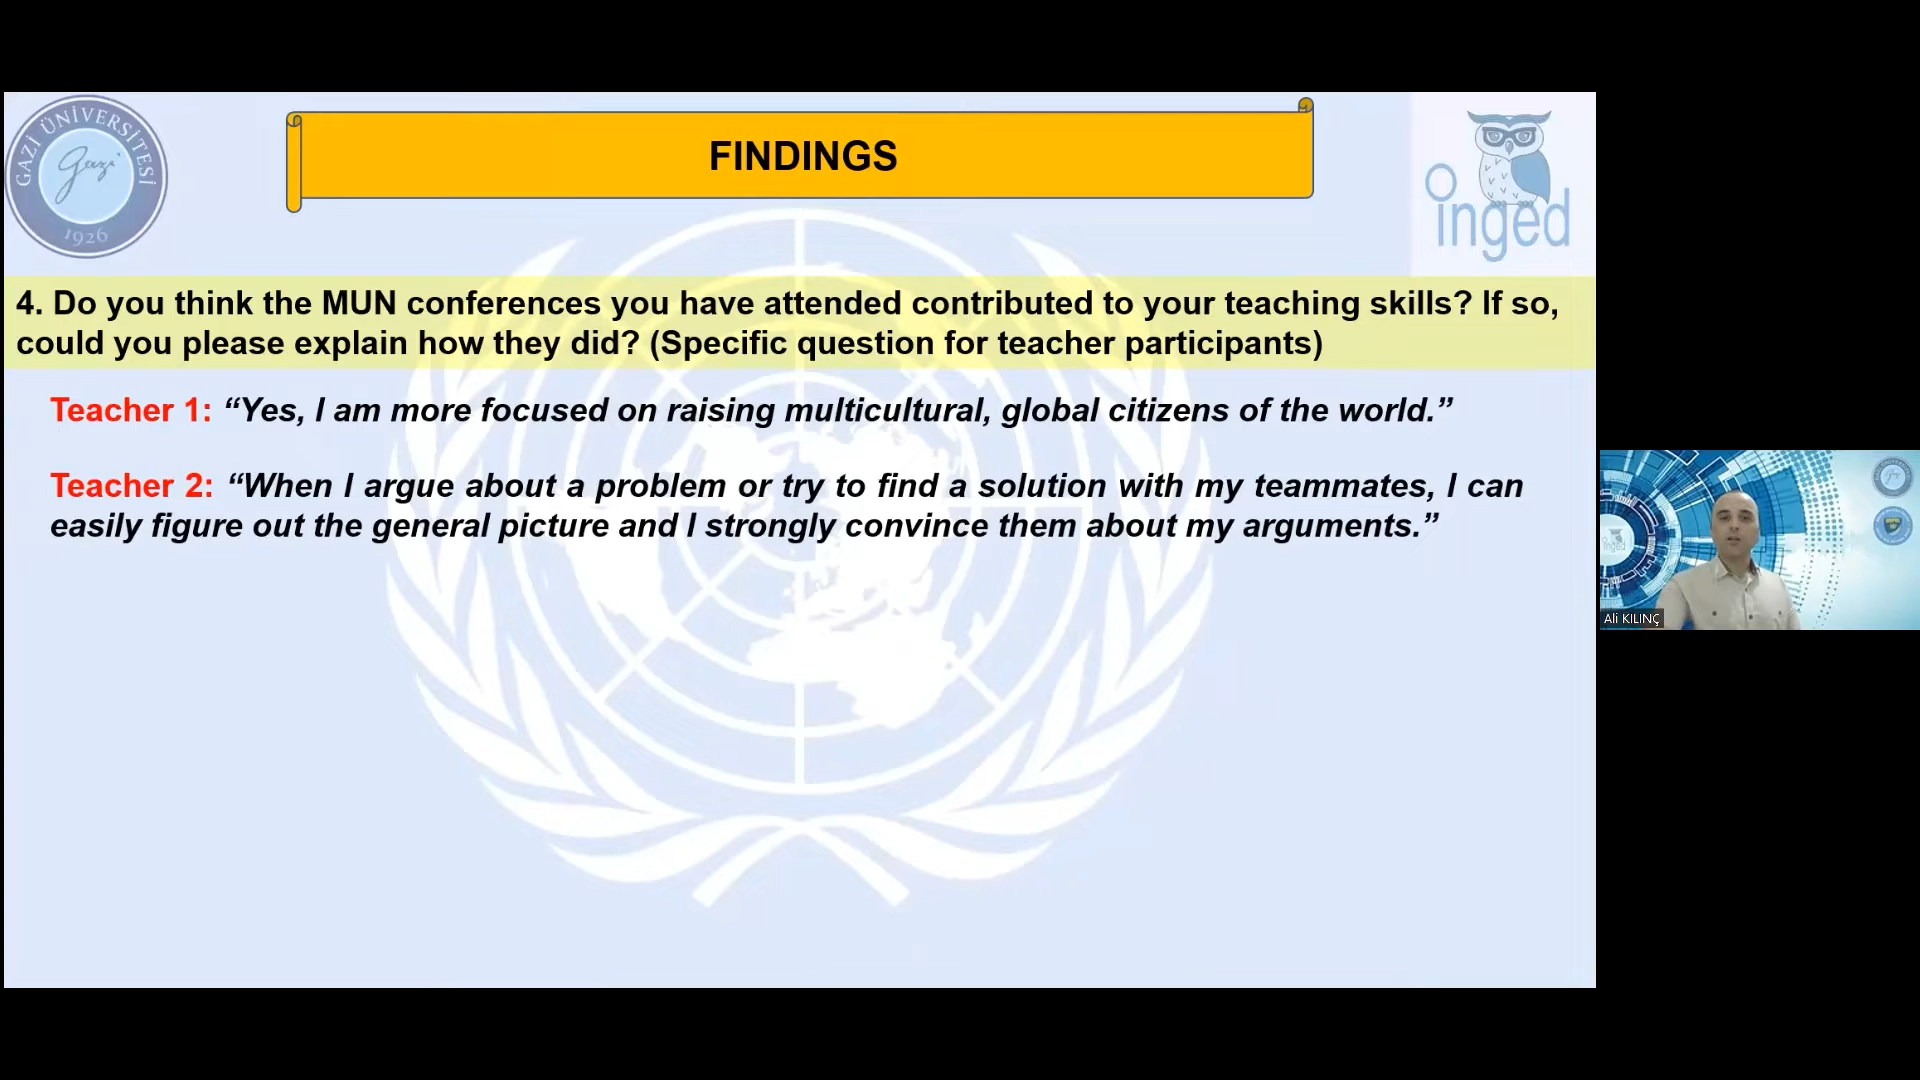 GAZİ ÜNİVERSİTESİ
Gazi
1926
FINDINGS
inged
4. Do you think the MUN conferences you have attended contributed to your teaching skills? If so,
could you please explain how they did? (Specific question for teacher participants)
Teacher 1: “Yes, I am more focused on raising multicultural, global citizens of the world.”
Teacher 2: “When I argue about a problem or try to find a solution with my teammates, I can
easily figure out the general picture and I strongly convince them about my arguments.”
inged
Ali KILINÇ